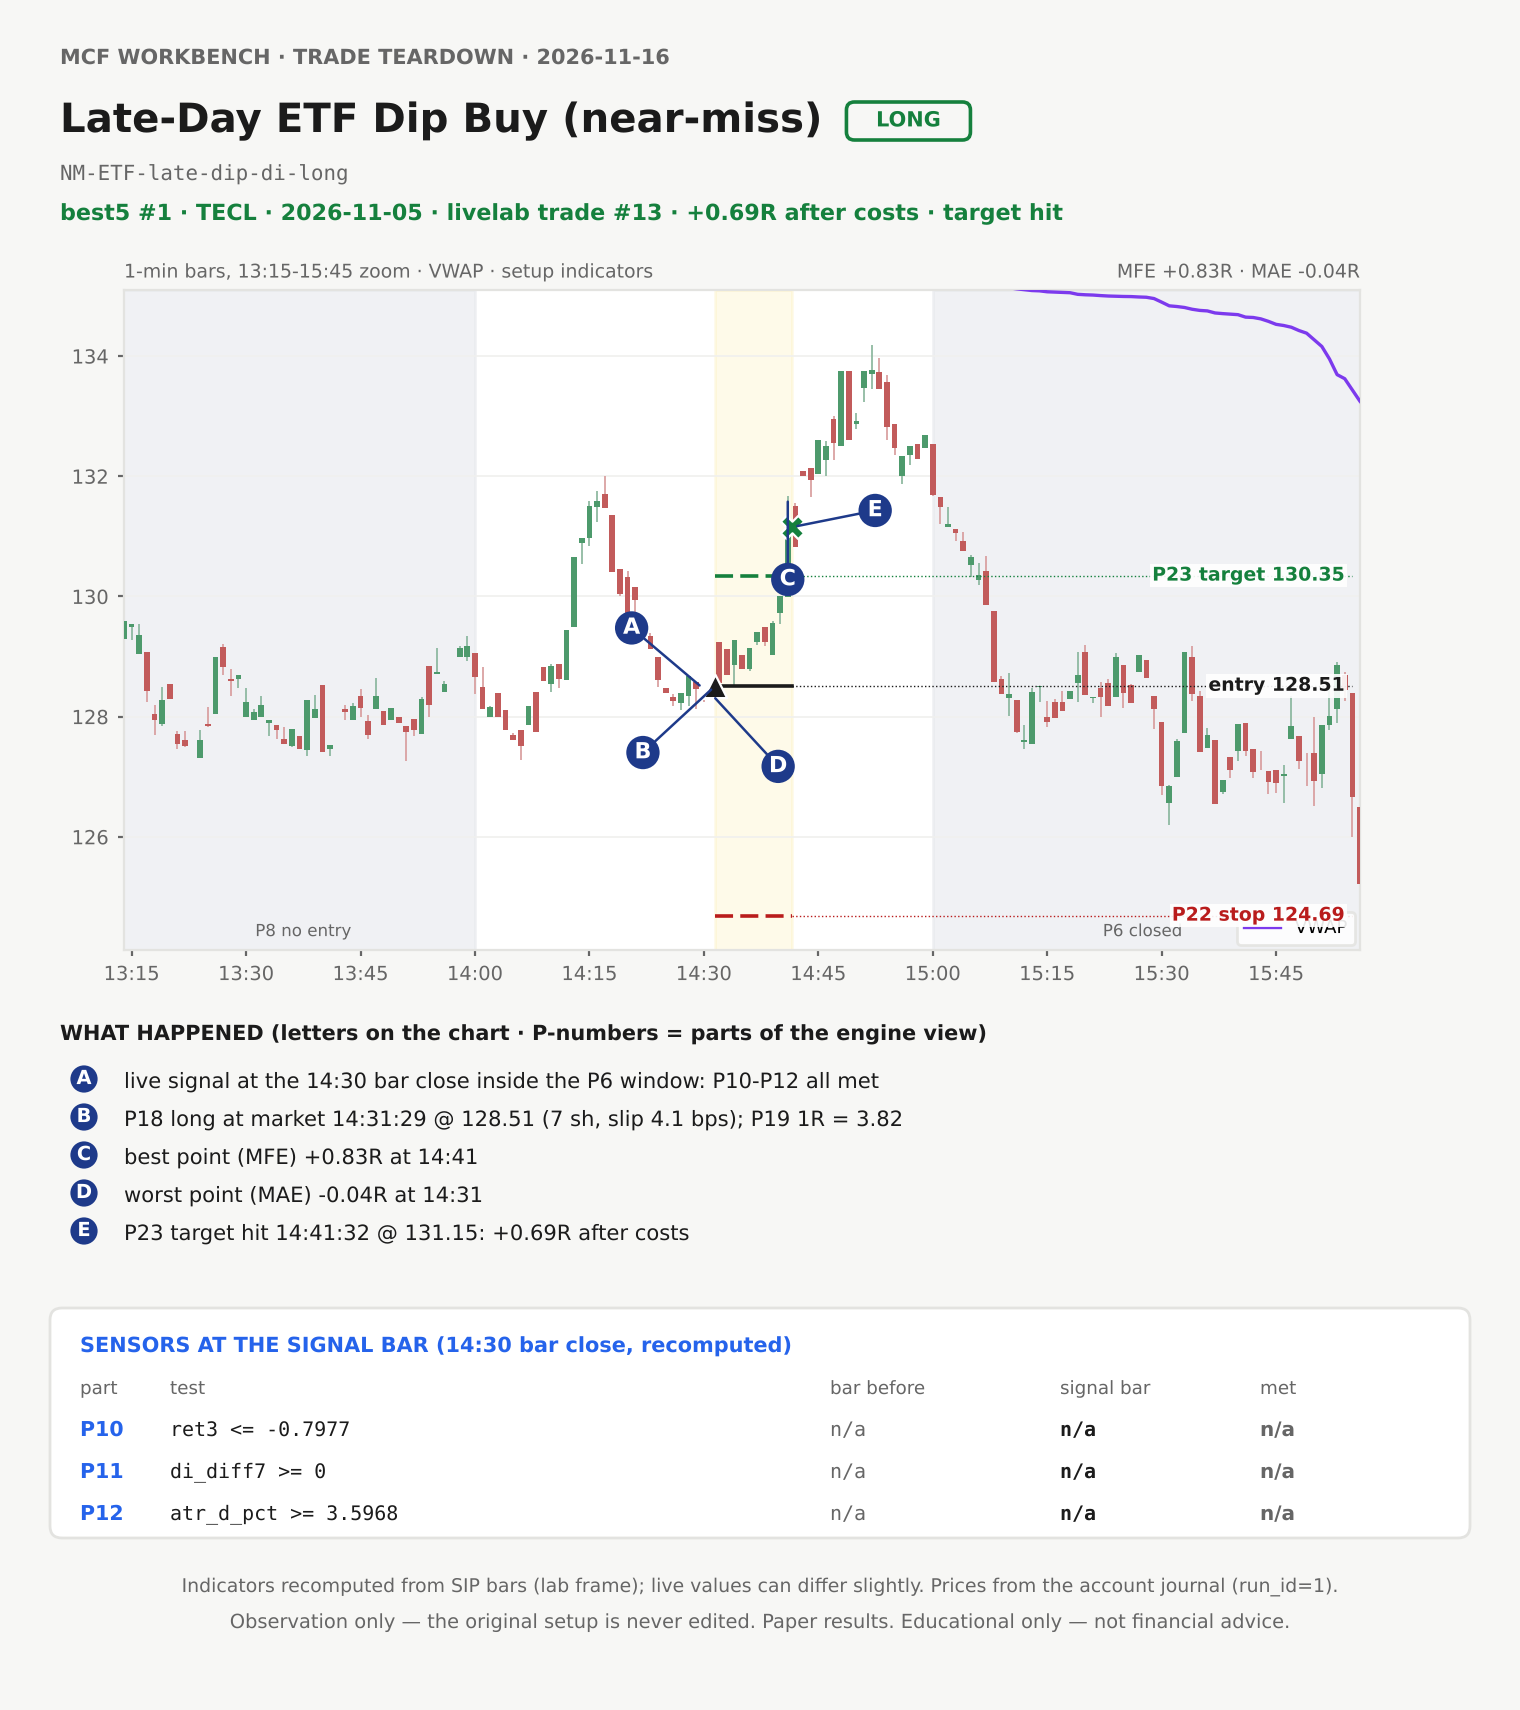 MCF WORKBENCH · TRADE TEARDOWN · 2026-11-16
Late-Day ETF Dip Buy (near-miss) LONG
NM-ETF-late-dip-di-long
best5 #1 · TECL · 2026-11-05 · livelab trade #13 · +0.69R after costs · target hit
1-min bars, 13:15-15:45 zoom · VWAP · setup indicators MFE +0.83R · MAE -0.04R
134
132
E
P23 target 130.35
C
130
A
entry 128.51
128
B
D
126
P22 stop 124.69
P8 no entry P6 closed VWAP
13:15 13:30 13:45 14:00 14:15 14:30 14:45 15:00 15:15 15:30 15:45
WHAT HAPPENED (letters on the chart · P-numbers = parts of the engine view)
A live signal at the 14:30 bar close inside the P6 window: P10-P12 all met
B P18 long at market 14:31:29 @ 128.51 (7 sh, slip 4.1 bps); P19 1R = 3.82
C best point (MFE) +0.83R at 14:41
D worst point (MAE) -0.04R at 14:31
E P23 target hit 14:41:32 @ 131.15: +0.69R after costs
SENSORS AT THE SIGNAL BAR (14:30 bar close, recomputed)
part test bar before signal bar met
P10 ret3 <= -0.7977 n/a n/a n/a
P11 di_diff7 >= 0 n/a n/a n/a
P12 atr_d_pct >= 3.5968 n/a n/a n/a
Indicators recomputed from SIP bars (lab frame); live values can differ slightly. Prices from the account journal (run_id=1).
Observation only — the original setup is never edited. Paper results. Educational only — not financial advice.